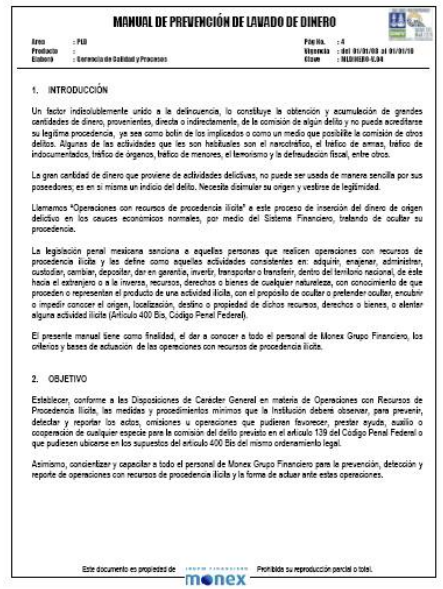 MANUAL DE PREVENCIÓN DE LAVADO DE DINERO
Area : PLD
Pág No. : 4
Producto :
Vigencia : del 01/01/09 al 01/01/10
Elaboró : Gerencia de Calidad y Procesos
Clave : MLDINERO-V.04
1. INTRODUCCIÓN
Un factor indisolublemente unido a la delincuencia, lo constituye la obtención y acumulación de grandes
cantidades de dinero, provenientes, directa o indirectamente, de la comisión de algún delito y no pueda acreditarse
su legítima procedencia, ya sea como botín de los implicados o como un medio que posibilite la comisión de otros
delitos. Algunas de las actividades que les son habituales son el narcotráfico, el tráfico de armas, tráfico de
indocumentados, tráfico de órganos, tráfico de menores, el terrorismo y la defraudación fiscal, entre otros.
La gran cantidad de dinero que proviene de actividades delictivas, no puede ser usada de manera sencilla por sus
poseedores; es en si misma un indicio del delito. Necesita disimular su origen y vestirse de legitimidad.
Llamamos "Operaciones con recursos de procedencia ilícita" a este proceso de inserción del dinero de origen
delictivo en los cauces económicos normales, por medio del Sistema Financiero, tratando de ocultar su
procedencia.
La legislación penal mexicana sanciona a aquellas personas que realicen operaciones con recursos de
procedencia ilícita y las define como aquellas actividades consistentes en: adquirir, enajenar, administrar,
custodiar, cambiar, depositar, dar en garantía, invertir, transportar o transferir, dentro del territorio nacional, de éste
hacia el extranjero o a la inversa, recursos, derechos o bienes de cualquier naturaleza, con conocimiento de que
proceden o representan el producto de una actividad ilícita, con el propósito de ocultar o pretender ocultar, encubrir
o impedir conocer el origen, localización, destino o propiedad de dichos recursos, derechos o bienes, o alentar
alguna actividad ilícita (Artículo 400 Bis, Código Penal Federal).
El presente manual tiene como finalidad, el dar a conocer a todo el personal de Monex Grupo Financiero, los
criterios y bases de actuación de las operaciones con recursos de procedencia ilícita.
2. OBJETIVO
Establecer, conforme a las Disposiciones de Carácter General en materia de Operaciones con Recursos de
Procedencia Ilícita, las medidas y procedimientos mínimos que la Institución deberá observar, para prevenir,
detectar y reportar los actos, omisiones u operaciones que pudieran favorecer, prestar ayuda, auxilio o
cooperación de cualquier especie para la comisión del delito previsto en el artículo 139 del Código Penal Federal o
que pudiesen ubicarse en los supuestos del artículo 400 Bis del mismo ordenamiento legal.
Asimismo, concientizar y capacitar a todo el personal de Monex Grupo Financiero para la prevención, detección y
reporte de operaciones con recursos de procedencia ilícita y la forma de actuar ante estas operaciones.
Este documento es propiedad de GRUPO FINANCIERO monex Prohibida su reproducción parcial o total.